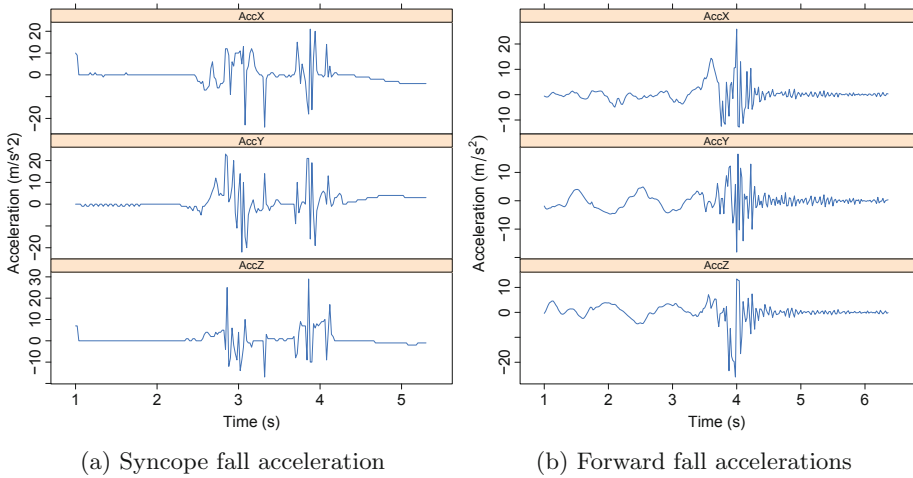 AccX
20
10
0
−20
AccY
20
10
0
−20
AccZ
30
20
10
0
−10
Acceleration (m/s^2)
1 2 3 4 5
Time (s)
(a) Syncope fall acceleration
AccX
20
10
0
−10
AccY
10
0
−10
AccZ
10
0
−20
Acceleration (m/s²)
1 2 3 4 5 6
Time (s)
(b) Forward fall accelerations